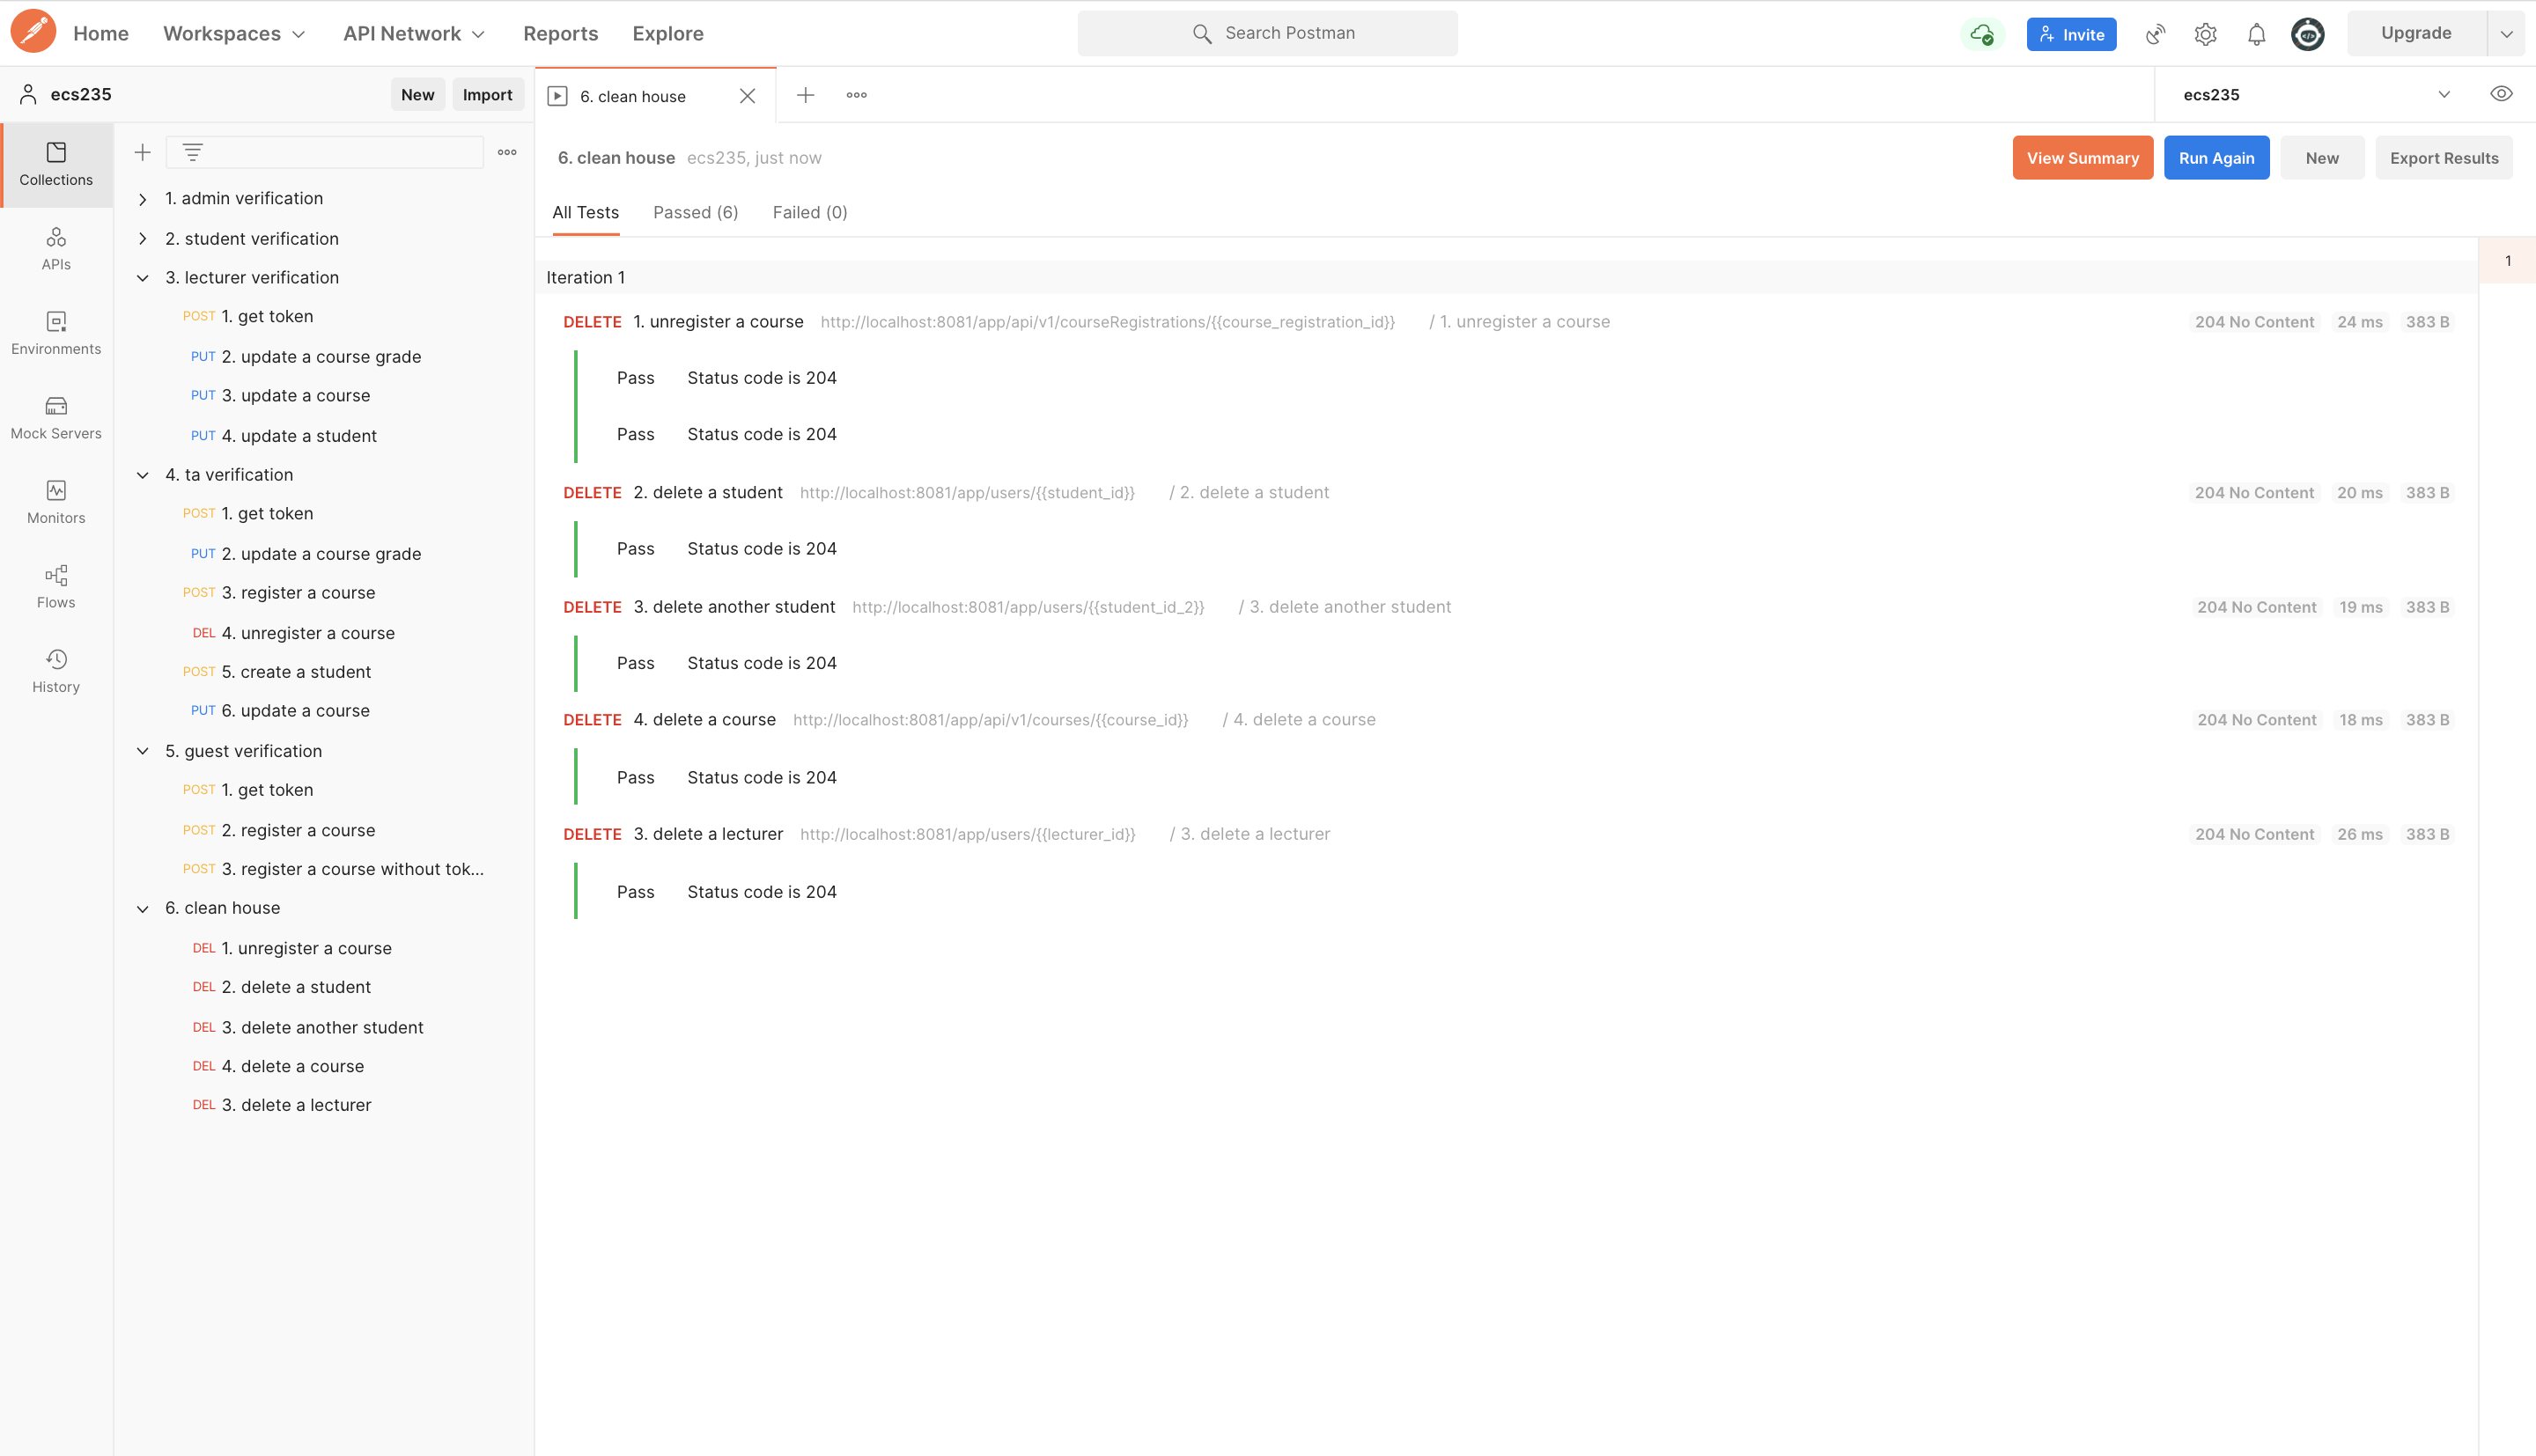 Home Workspaces API Network Reports Explore Search Postman Invite Upgrade
ecs235 New Import 6. clean house ecs235
Collections
APIs
Environments
Mock Servers
Monitors
Flows
History
1. admin verification
2. student verification
3. lecturer verification
POST 1. get token
PUT 2. update a course grade
PUT 3. update a course
PUT 4. update a student
4. ta verification
POST 1. get token
PUT 2. update a course grade
POST 3. register a course
DEL 4. unregister a course
POST 5. create a student
PUT 6. update a course
5. guest verification
POST 1. get token
POST 2. register a course
POST 3. register a course without tok...
6. clean house
DEL 1. unregister a course
DEL 2. delete a student
DEL 3. delete another student
DEL 4. delete a course
DEL 3. delete a lecturer
6. clean house ecs235, just now View Summary Run Again New Export Results
All Tests Passed (6) Failed (0)
Iteration 1
1
DELETE 1. unregister a course http://localhost:8081/app/api/v1/courseRegistrations/{{course_registration_id}} / 1. unregister a course 204 No Content 24 ms 383 B
Pass Status code is 204
Pass Status code is 204
DELETE 2. delete a student http://localhost:8081/app/users/{{student_id}} / 2. delete a student 204 No Content 20 ms 383 B
Pass Status code is 204
DELETE 3. delete another student http://localhost:8081/app/users/{{student_id_2}} / 3. delete another student 204 No Content 19 ms 383 B
Pass Status code is 204
DELETE 4. delete a course http://localhost:8081/app/api/v1/courses/{{course_id}} / 4. delete a course 204 No Content 18 ms 383 B
Pass Status code is 204
DELETE 3. delete a lecturer http://localhost:8081/app/users/{{lecturer_id}} / 3. delete a lecturer 204 No Content 26 ms 383 B
Pass Status code is 204